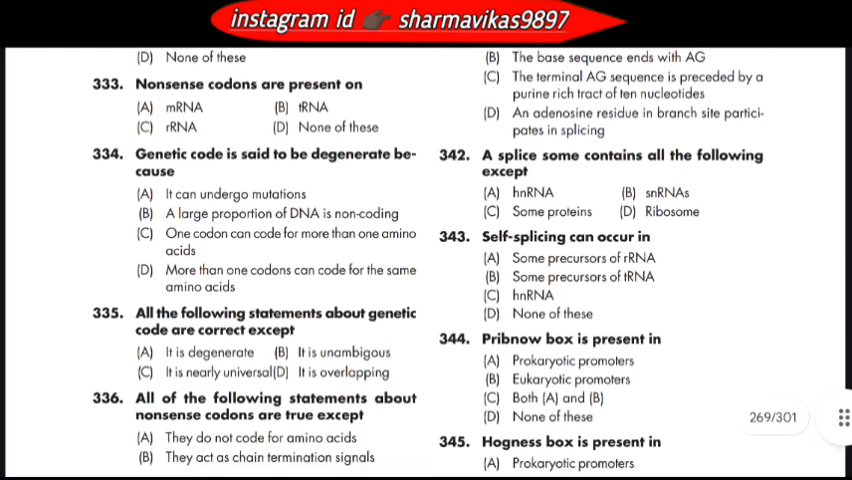 instagram id sharmavikas9897
(D) None of these
333. Nonsense codons are present on
(A) mRNA (B) tRNA
(C) rRNA (D) None of these
334. Genetic code is said to be degenerate be-
cause
(A) It can undergo mutations
(B) A large proportion of DNA is non-coding
(C) One codon can code for more than one amino
acids
(D) More than one codons can code for the same
amino acids
335. All the following statements about genetic
code are correct except
(A) It is degenerate (B) It is unambigous
(C) It is nearly universal(D) It is overlapping
336. All of the following statements about
nonsense codons are true except
(A) They do not code for amino acids
(B) They act as chain termination signals
(B) The base sequence ends with AG
(C) The terminal AG sequence is preceded by a
purine rich tract of ten nucleotides
(D) An adenosine residue in branch site partici-
pates in splicing
342. A splice some contains all the following
except
(A) hnRNA (B) snRNAs
(C) Some proteins (D) Ribosome
343. Self-splicing can occur in
(A) Some precursors of rRNA
(B) Some precursors of tRNA
(C) hnRNA
(D) None of these
344. Pribnow box is present in
(A) Prokaryotic promoters
(B) Eukaryotic promoters
(C) Both (A) and (B)
(D) None of these
345. Hogness box is present in
(A) Prokaryotic promoters
269/301